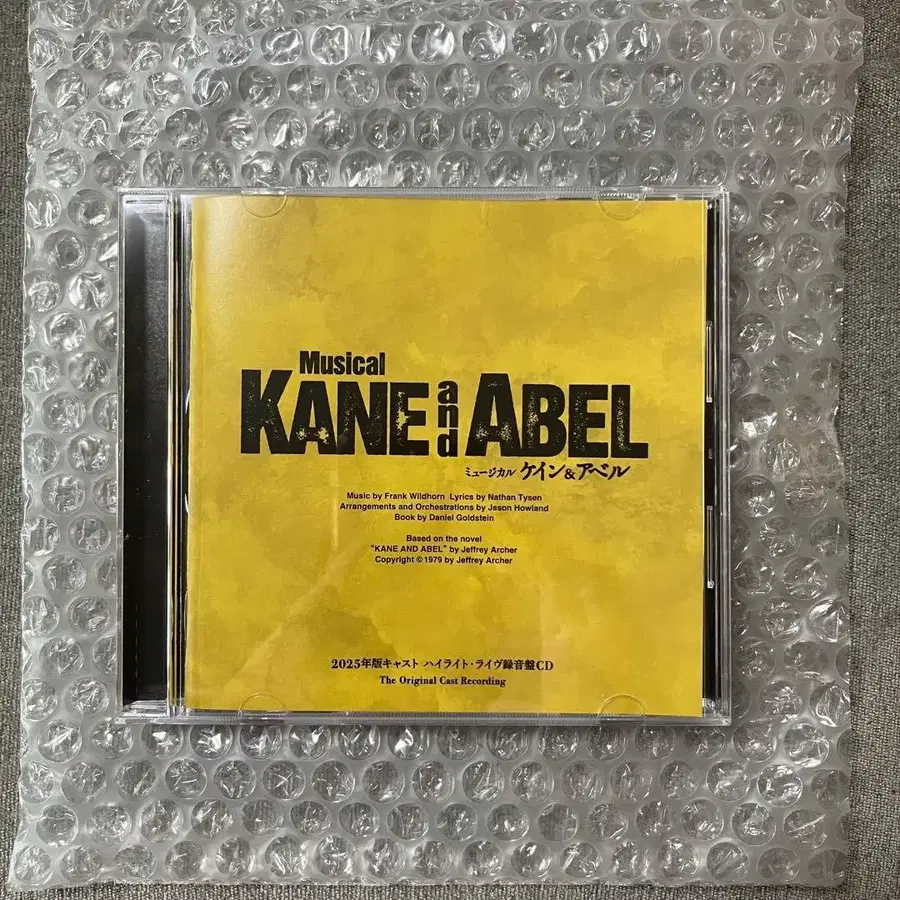 Musical
KANE and ABEL
ミュージカル ケイン&アベル
Music by Frank Wildhorn Lyrics by Nathan Tysen
Arrangements and Orchestrations by Jason Howland
Book by Daniel Goldstein
Based on the novel
"KANE AND ABEL" by Jeffrey Archer
Copyright © 1979 by Jeffrey Archer
2025年版キャスト ハイライト・ライヴ録音盤CD
The Original Cast Recording